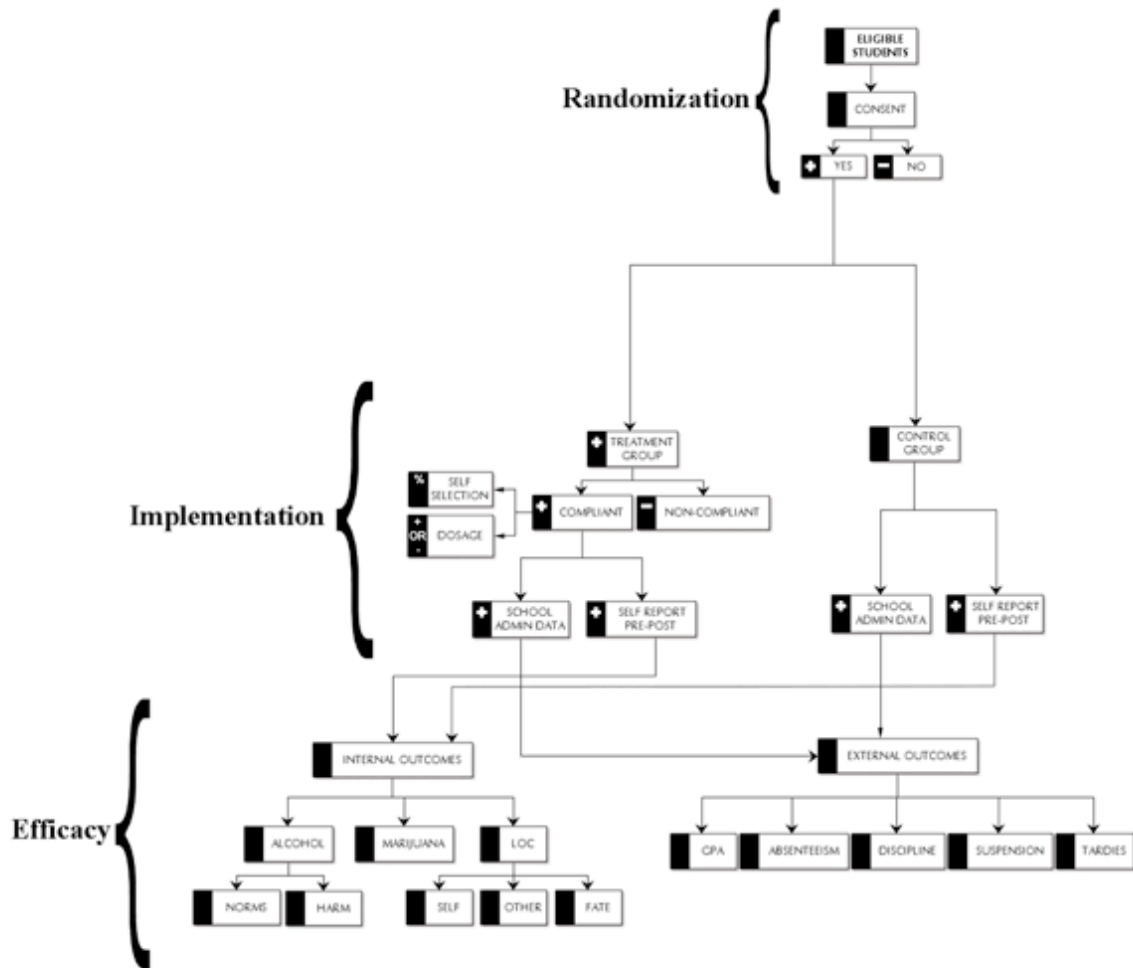 ELIGIBLE
STUDENTS
Randomization
CONSENT
+ YES
− NO
+ TREATMENT
GROUP
CONTROL
GROUP
% SELF
SELECTION
Implementation
+ COMPLIANT
− NON-COMPLIANT
+
OR DOSAGE
-
+ SCHOOL
ADMIN DATA
+ SELF REPORT
PRE-POST
+ SCHOOL
ADMIN DATA
+ SELF REPORT
PRE-POST
INTERNAL OUTCOMES
EXTERNAL OUTCOMES
Efficacy
ALCOHOL
MARIJUANA
LOC
GPA
ABSENTEEISM
DISCIPLINE
SUSPENSION
TARDIES
NORMS
HARM
SELF
OTHER
FATE